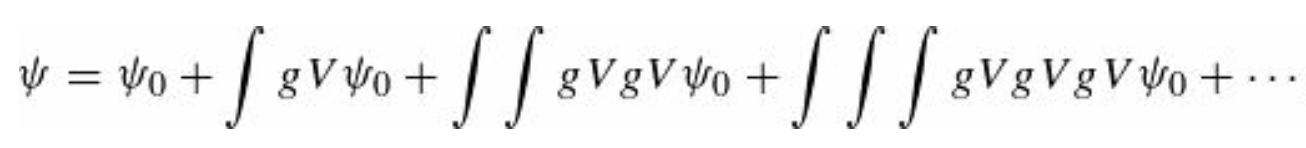 ψ = ψ₀ + ∫ gVψ₀ + ∫∫ gVgVψ₀ + ∫∫∫ gVgVgVψ₀ + ···